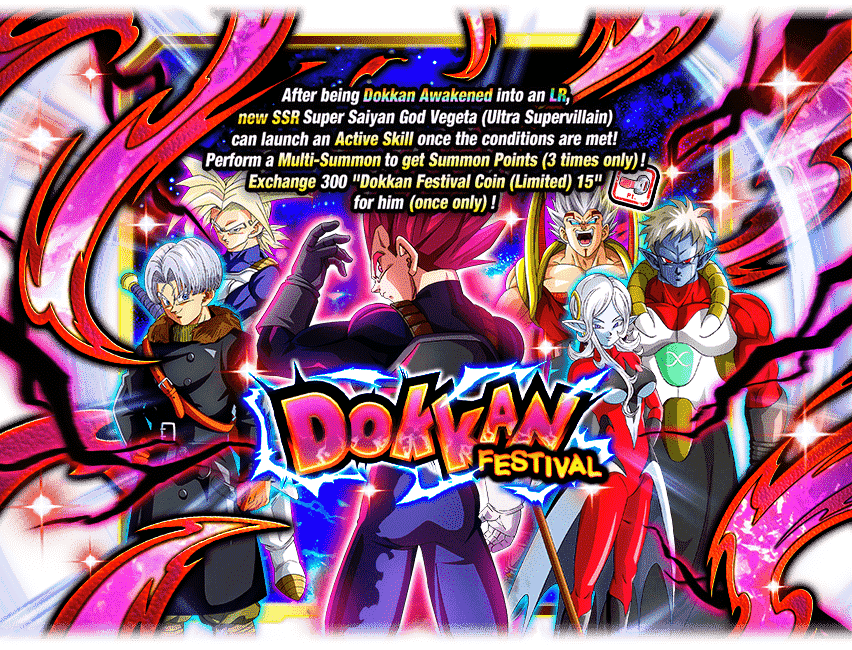 After being Dokkan Awakened into an LR,
new SSR Super Saiyan God Vegeta (Ultra Supervillain)
can launch an Active Skill once the conditions are met!
Perform a Multi-Summon to get Summon Points (3 times only) !
Exchange 300 "Dokkan Festival Coin (Limited) 15"
Pt.
for him (once only) !
DOKKAN
FESTIVAL